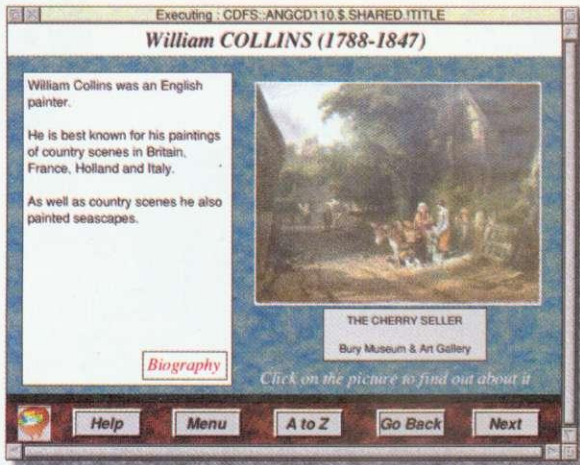 Executing : CDFS::ANGCD110.$.SHARED.!TITLE
William COLLINS (1788-1847)
William Collins was an English
painter.
He is best known for his paintings
of country scenes in Britain,
France, Holland and Italy.
As well as country scenes he also
painted seascapes.
Biography
THE CHERRY SELLER
Bury Museum & Art Gallery
Click on the picture to find out about it
Help
Menu
A to Z
Go Back
Next